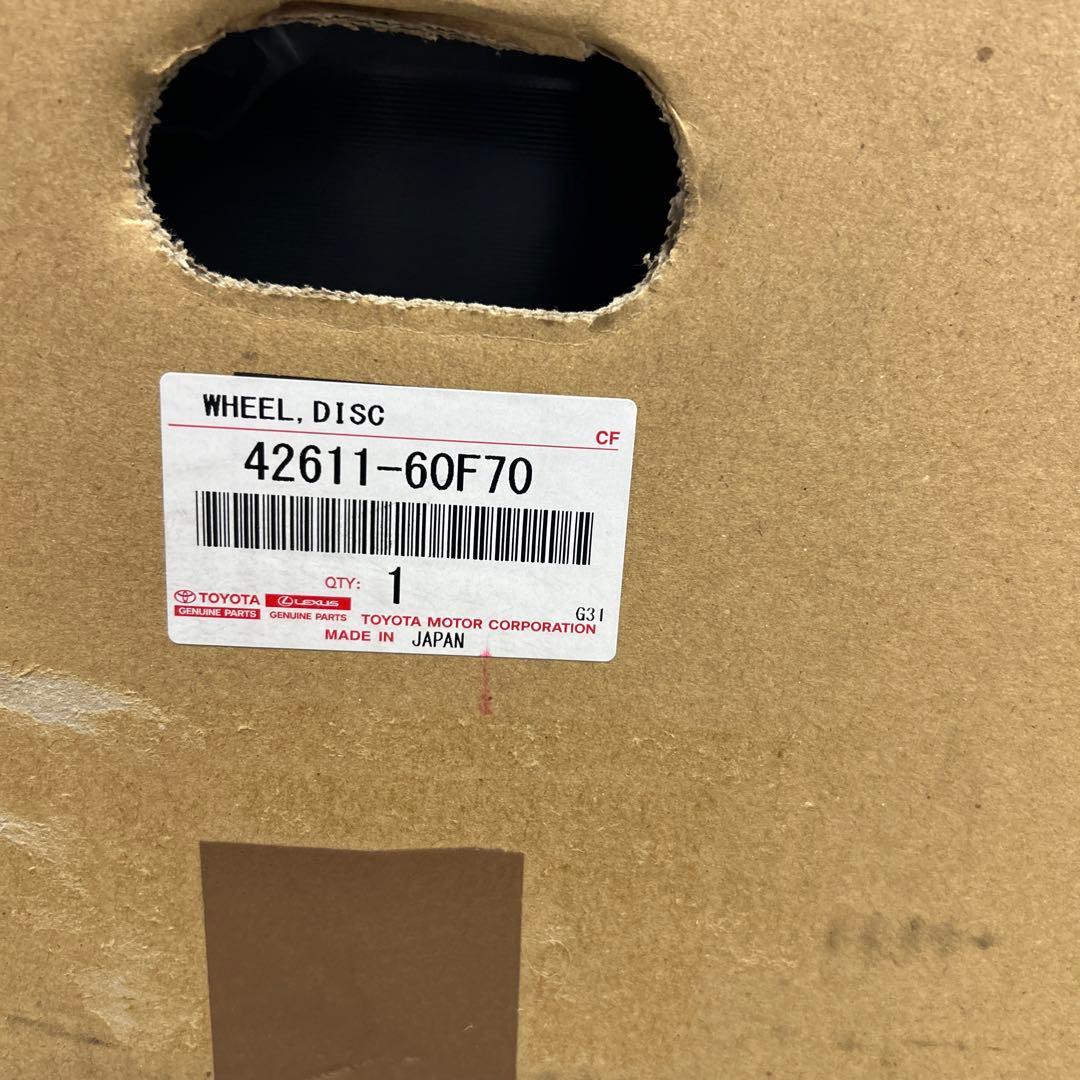 WHEEL, DISC
CF
42611-60F70
QTY: 1
TOYOTA LEXUS G31
GENUINE PARTS GENUINE PARTS TOYOTA MOTOR CORPORATION
MADE IN JAPAN